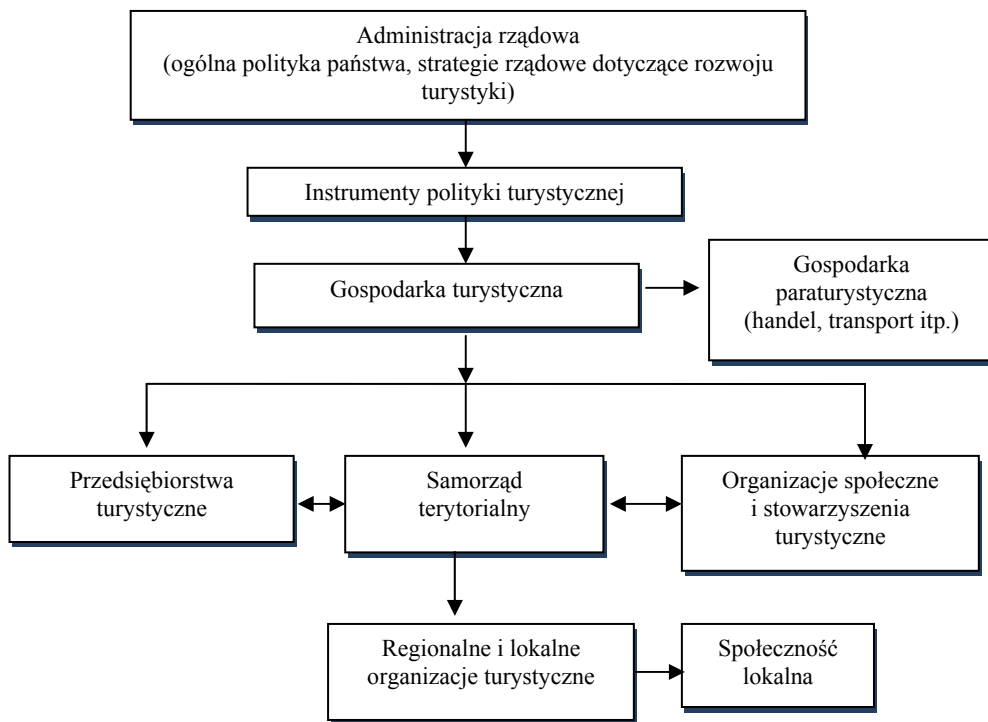 Administracja rządowa
(ogólna polityka państwa, strategie rządowe dotyczące rozwoju
turystyki)
Instrumenty polityki turystycznej
Gospodarka turystyczna
Gospodarka
paraturystyczna
(handel, transport itp.)
Przedsiębiorstwa
turystyczne
Samorząd
terytorialny
Organizacje społeczne
i stowarzyszenia
turystyczne
Regionalne i lokalne
organizacje turystyczne
Społeczność
lokalna